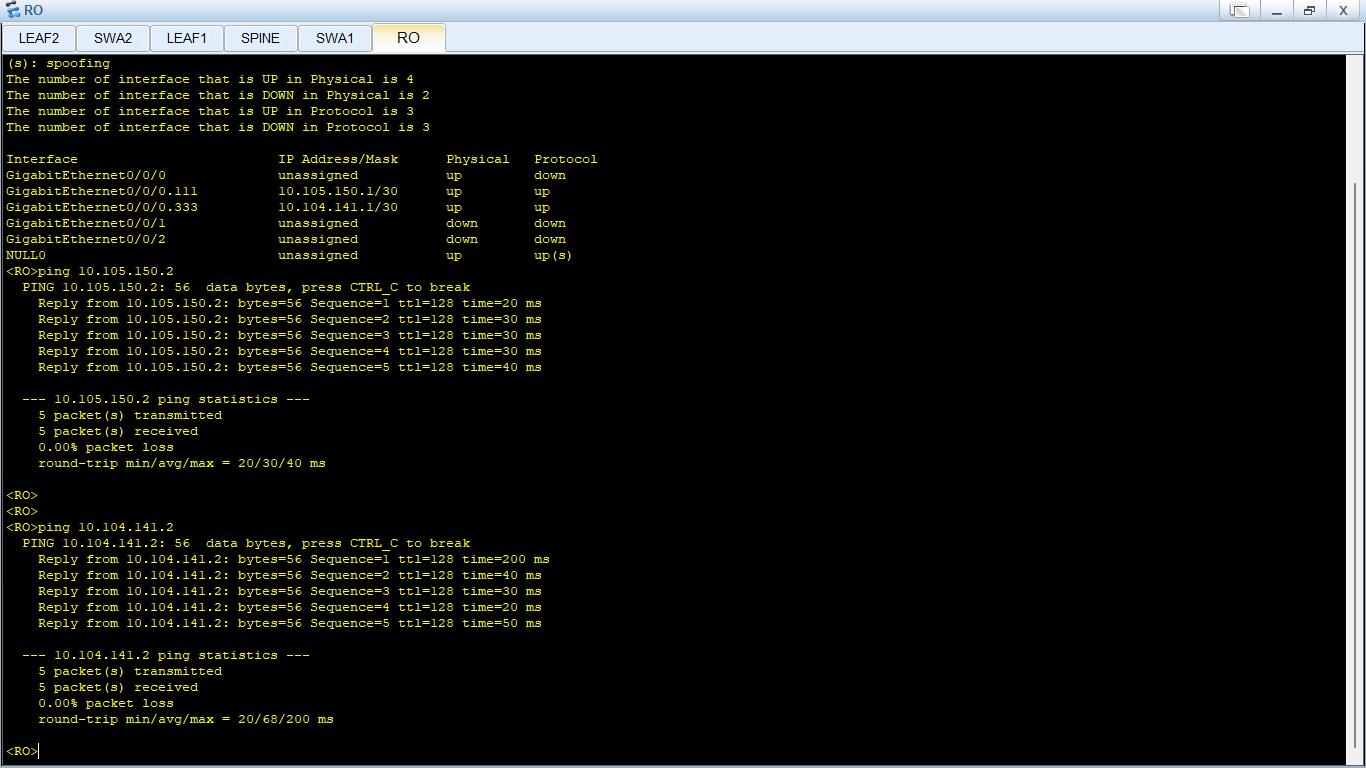 RO
LEAF2 SWA2 LEAF1 SPINE SWA1 RO
(s): spoofing
The number of interface that is UP in Physical is 4
The number of interface that is DOWN in Physical is 2
The number of interface that is UP in Protocol is 3
The number of interface that is DOWN in Protocol is 3
Interface IP Address/Mask Physical Protocol
GigabitEthernet0/0/0 unassigned up down
GigabitEthernet0/0/0.111 10.105.150.1/30 up up
GigabitEthernet0/0/0.333 10.104.141.1/30 up up
GigabitEthernet0/0/1 unassigned down down
GigabitEthernet0/0/2 unassigned down down
NULL0 unassigned up up(s)
<RO>ping 10.105.150.2
PING 10.105.150.2: 56 data bytes, press CTRL_C to break
Reply from 10.105.150.2: bytes=56 Sequence=1 ttl=128 time=20 ms
Reply from 10.105.150.2: bytes=56 Sequence=2 ttl=128 time=30 ms
Reply from 10.105.150.2: bytes=56 Sequence=3 ttl=128 time=30 ms
Reply from 10.105.150.2: bytes=56 Sequence=4 ttl=128 time=30 ms
Reply from 10.105.150.2: bytes=56 Sequence=5 ttl=128 time=40 ms
--- 10.105.150.2 ping statistics ---
5 packet(s) transmitted
5 packet(s) received
0.00% packet loss
round-trip min/avg/max = 20/30/40 ms
<RO>
<RO>
<RO>ping 10.104.141.2
PING 10.104.141.2: 56 data bytes, press CTRL_C to break
Reply from 10.104.141.2: bytes=56 Sequence=1 ttl=128 time=200 ms
Reply from 10.104.141.2: bytes=56 Sequence=2 ttl=128 time=40 ms
Reply from 10.104.141.2: bytes=56 Sequence=3 ttl=128 time=30 ms
Reply from 10.104.141.2: bytes=56 Sequence=4 ttl=128 time=20 ms
Reply from 10.104.141.2: bytes=56 Sequence=5 ttl=128 time=50 ms
--- 10.104.141.2 ping statistics ---
5 packet(s) transmitted
5 packet(s) received
0.00% packet loss
round-trip min/avg/max = 20/68/200 ms
<RO>